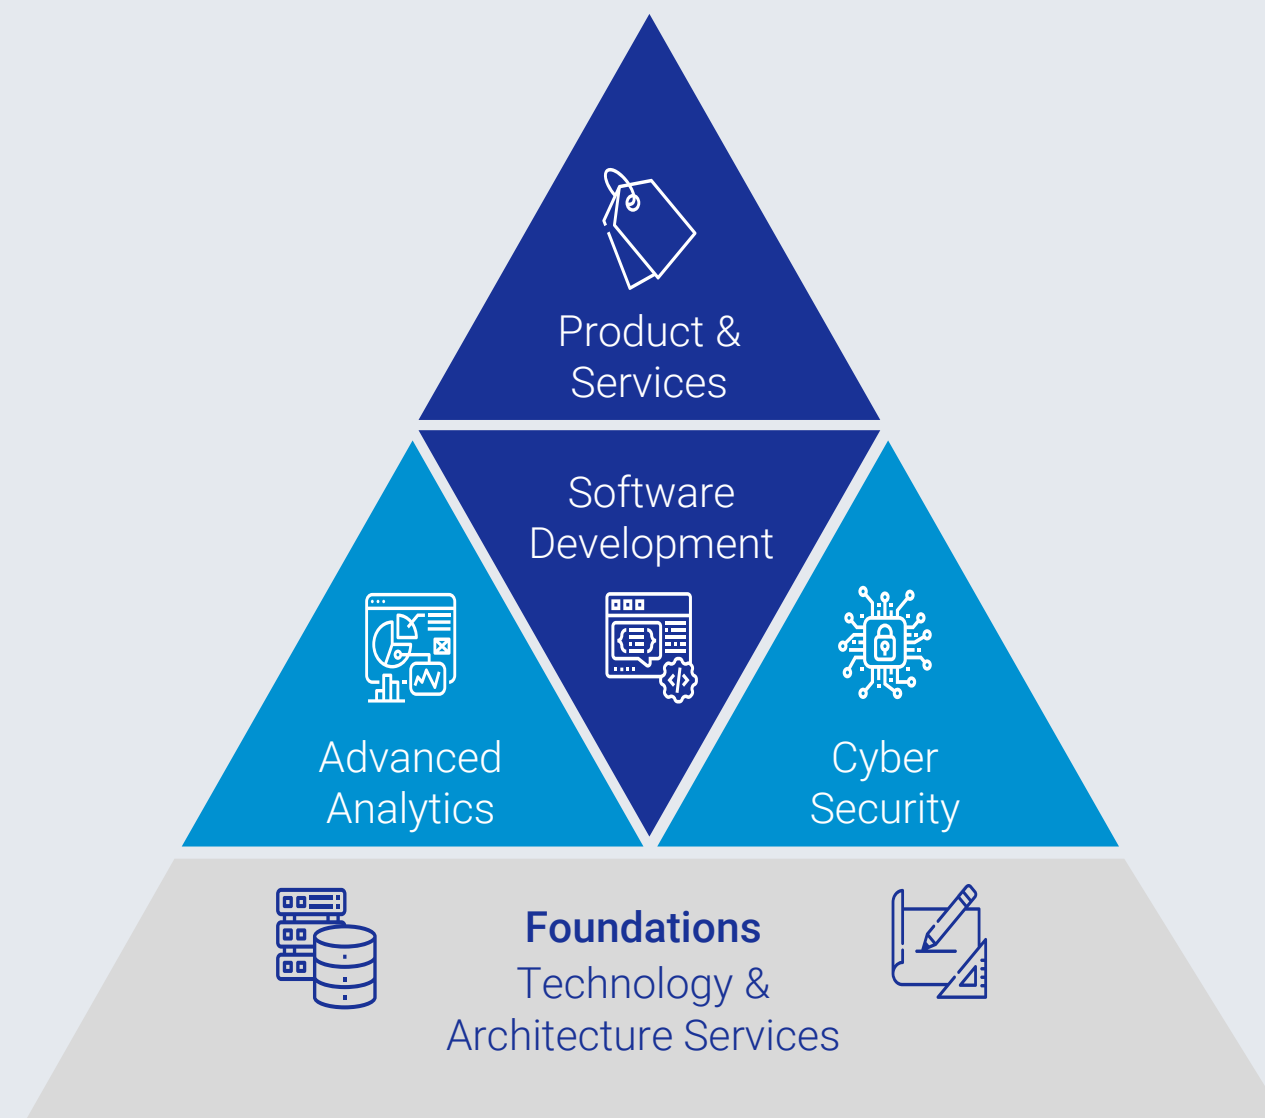 Product &
Services
Software
Development
Advanced
Analytics
Cyber
Security
Foundations
Technology &
Architecture Services